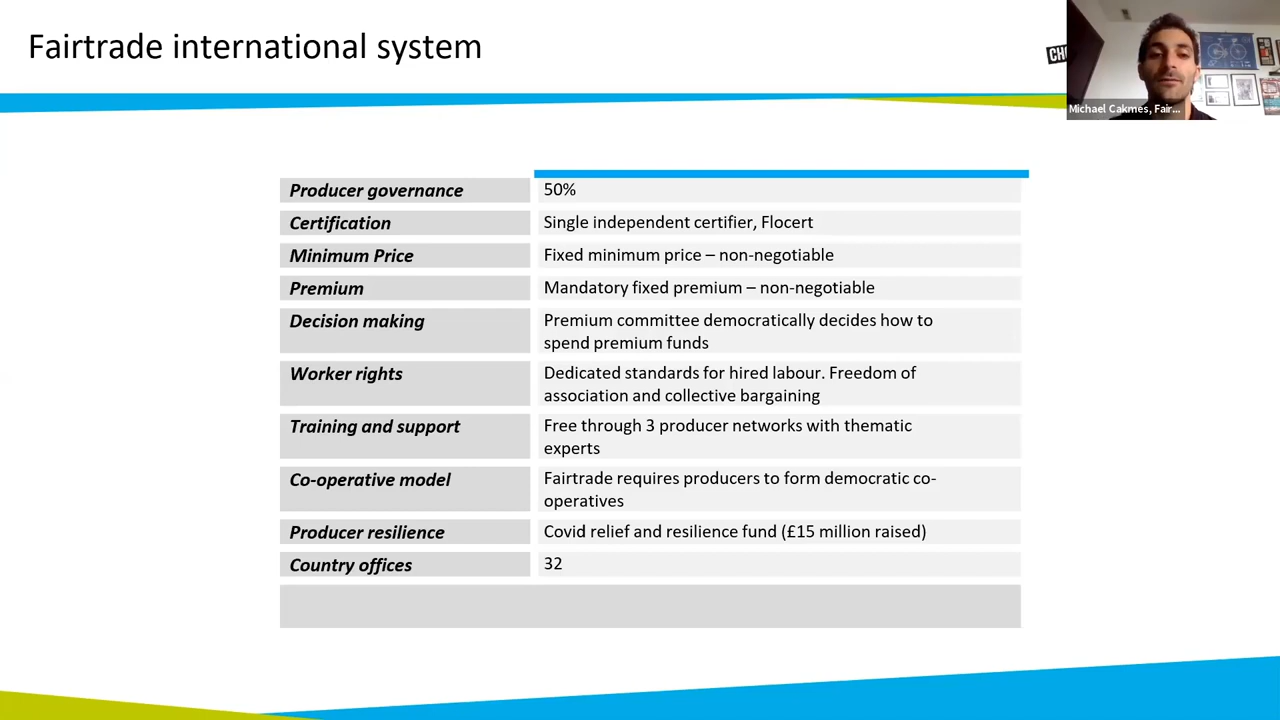 Fairtrade international system
CHO
Michael Cakmes, Fair...
Producer governance 50%
Certification Single independent certifier, Flocert
Minimum Price Fixed minimum price – non-negotiable
Premium Mandatory fixed premium – non-negotiable
Decision making Premium committee democratically decides how to
spend premium funds
Worker rights Dedicated standards for hired labour. Freedom of
association and collective bargaining
Training and support Free through 3 producer networks with thematic
experts
Co-operative model Fairtrade requires producers to form democratic co-
operatives
Producer resilience Covid relief and resilience fund (£15 million raised)
Country offices 32